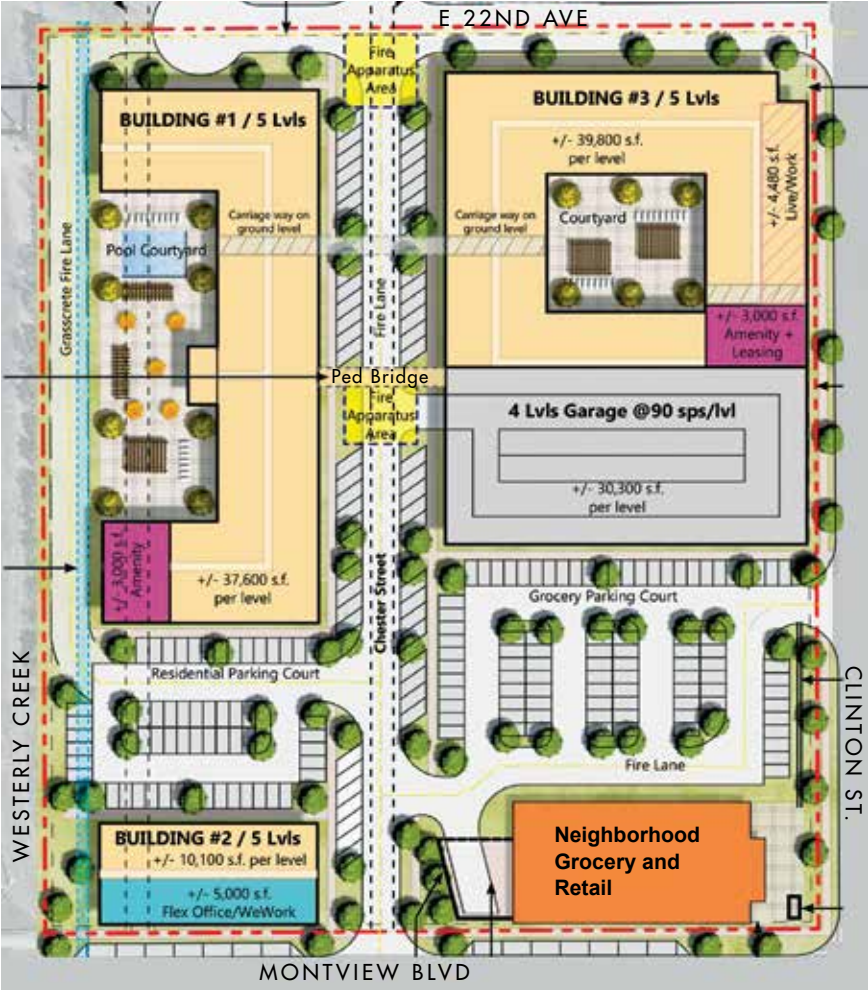 E 22ND AVE
Fire
Apparatus
Area
BUILDING #1 / 5 Lvls
BUILDING #3 / 5 Lvls
+/- 39,800 s.f.
per level
+/- 4,480 s.f.
Live/Work
Grasscrete Fire Lane
Pool Courtyard
Carriage way on
ground level
Fire Lane
Carriage way on
ground level
Courtyard
+/- 3,000 s.f.
Amenity +
Leasing
Ped Bridge
Fire
Apparatus
Area
4 Lvls Garage @90 sps/lvl
+/- 30,300 s.f.
per level
+/- 3,000 s.f.
Amenity
+/- 37,600 s.f.
per level
Chester Street
Grocery Parking Court
Residential Parking Court
WESTERLY CREEK
CLINTON ST.
Fire Lane
BUILDING #2 / 5 Lvls
+/- 10,100 s.f. per level
+/- 5,000 s.f.
Flex Office/WeWork
Neighborhood
Grocery and
Retail
MONTVIEW BLVD